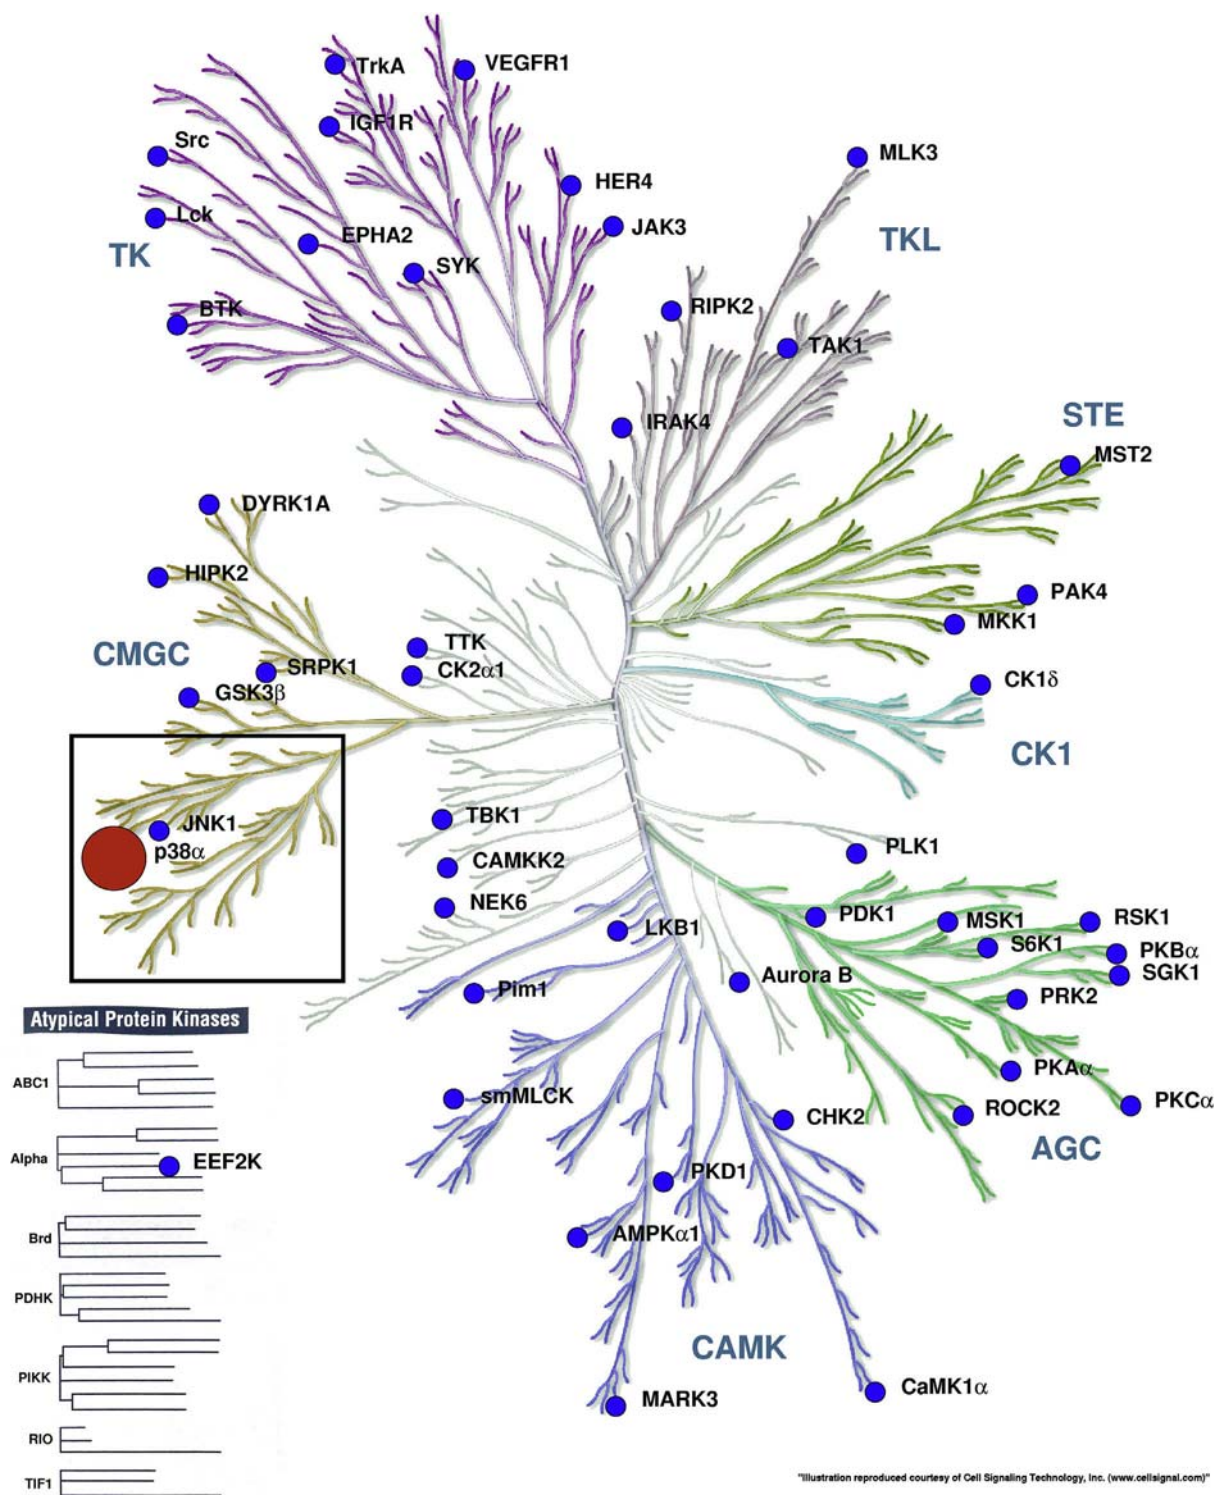 TrkA
VEGFR1
IGF1R
Src
MLK3
HER4
Lck
JAK3
EPHA2
TK
TKL
SYK
BTK
RIPK2
TAK1
STE
IRAK4
MST2
DYRK1A
HIPK2
PAK4
MKK1
TTK
CMGC
SRPK1
CK2α1
CK1δ
GSK3β
CK1
TBK1
JNK1
p38α
PLK1
CAMKK2
NEK6
PDK1
MSK1
RSK1
LKB1
S6K1
PKBα
SGK1
Aurora B
Pim1
PRK2
Atypical Protein Kinases
PKAα
ABC1
smMLCK
PKCα
CHK2
ROCK2
AGC
Alpha
EEF2K
PKD1
AMPKα1
Brd
PDHK
CAMK
PIKK
CaMK1α
MARK3
RIO
TIF1
"Illustration reproduced courtesy of Cell Signaling Technology, Inc. (www.cellsignal.com)"